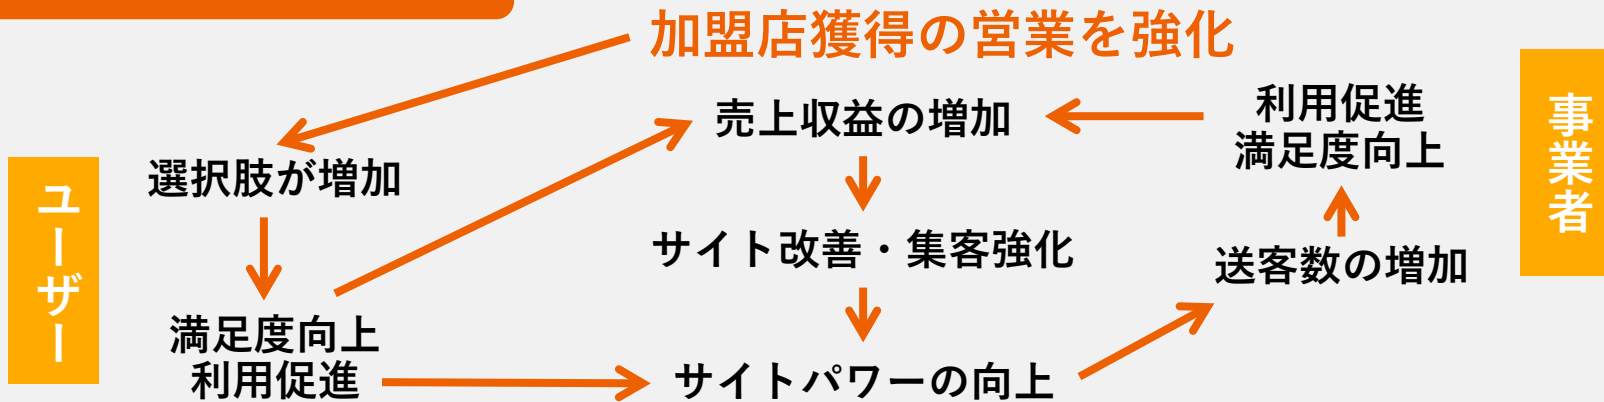 加盟店獲得の営業を強化
売上収益の増加
利用促進
満足度向上
事業者
選択肢が増加
ユーザー
サイト改善・集客強化
送客数の増加
満足度向上
利用促進
サイトパワーの向上